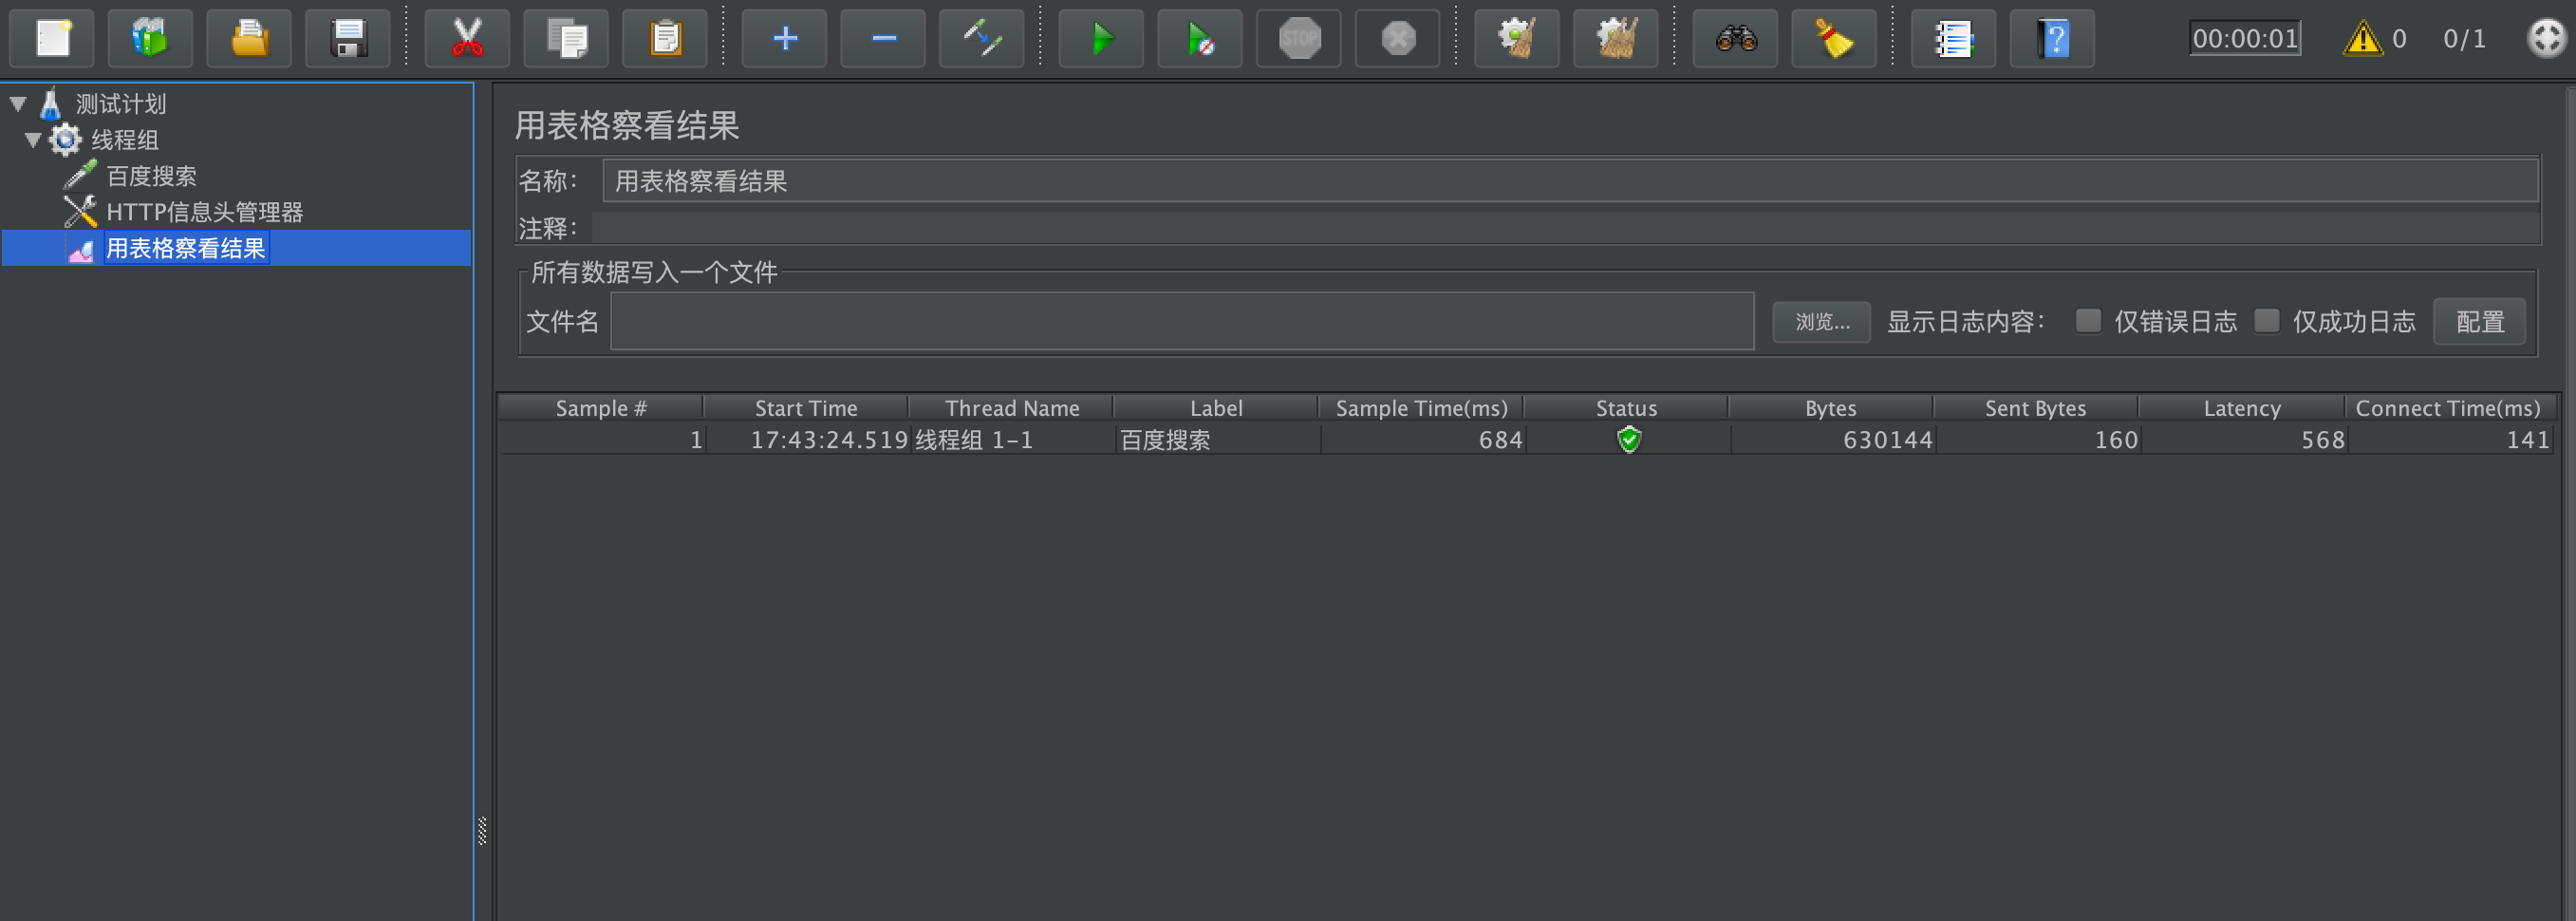 STOP
00:00:01
0
0/1
测试计划
线程组
百度搜索
HTTP信息头管理器
用表格察看结果
用表格察看结果
名称： 用表格察看结果
注释：
所有数据写入一个文件
文件名 浏览... 显示日志内容： 仅错误日志 仅成功日志 配置
Sample # Start Time Thread Name Label Sample Time(ms) Status Bytes Sent Bytes Latency Connect Time(ms)
1 17:43:24.519 线程组 1-1 百度搜索 684 630144 160 568 141